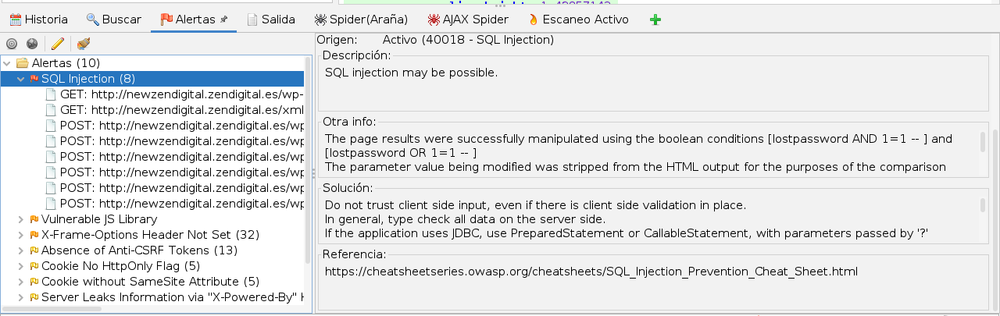 Historia
Buscar
Alertas
Salida
Spider(Araña)
AJAX Spider
Escaneo Activo
Alertas (10)
SQL Injection (8)
GET: http://newzendigital.zendigital.es/wp-
GET: http://newzendigital.zendigital.es/xml
POST: http://newzendigital.zendigital.es/wp
POST: http://newzendigital.zendigital.es/wp
POST: http://newzendigital.zendigital.es/wp
POST: http://newzendigital.zendigital.es/wp
POST: http://newzendigital.zendigital.es/wp
POST: http://newzendigital.zendigital.es/wp
Vulnerable JS Library
X-Frame-Options Header Not Set (32)
Absence of Anti-CSRF Tokens (13)
Cookie No HttpOnly Flag (5)
Cookie without SameSite Attribute (5)
Server Leaks Information via "X-Powered-By" H
Origen: Activo (40018 - SQL Injection)
Descripción:
SQL injection may be possible.
Otra info:
The page results were successfully manipulated using the boolean conditions [lostpassword AND 1=1 -- ] and
[lostpassword OR 1=1 -- ]
The parameter value being modified was stripped from the HTML output for the purposes of the comparison
Solución:
Do not trust client side input, even if there is client side validation in place.
In general, type check all data on the server side.
If the application uses JDBC, use PreparedStatement or CallableStatement, with parameters passed by '?'
Referencia:
https://cheatsheetseries.owasp.org/cheatsheets/SQL_Injection_Prevention_Cheat_Sheet.html